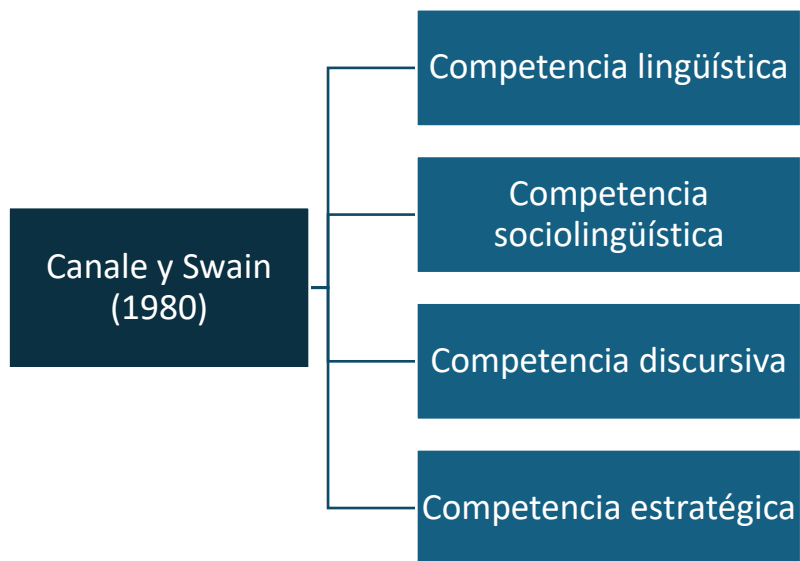 Competencia lingüística
Competencia
sociolingüística
Canale y Swain
(1980)
Competencia discursiva
Competencia estratégica